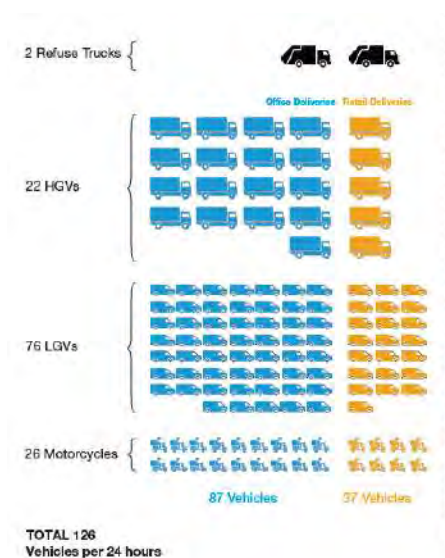 2 Refuse Trucks
Office Deliveries Retail Deliveries
22 HGVs
76 LGVs
26 Motorcycles
87 Vehicles 37 Vehicles
TOTAL 126
Vehicles per 24 hours